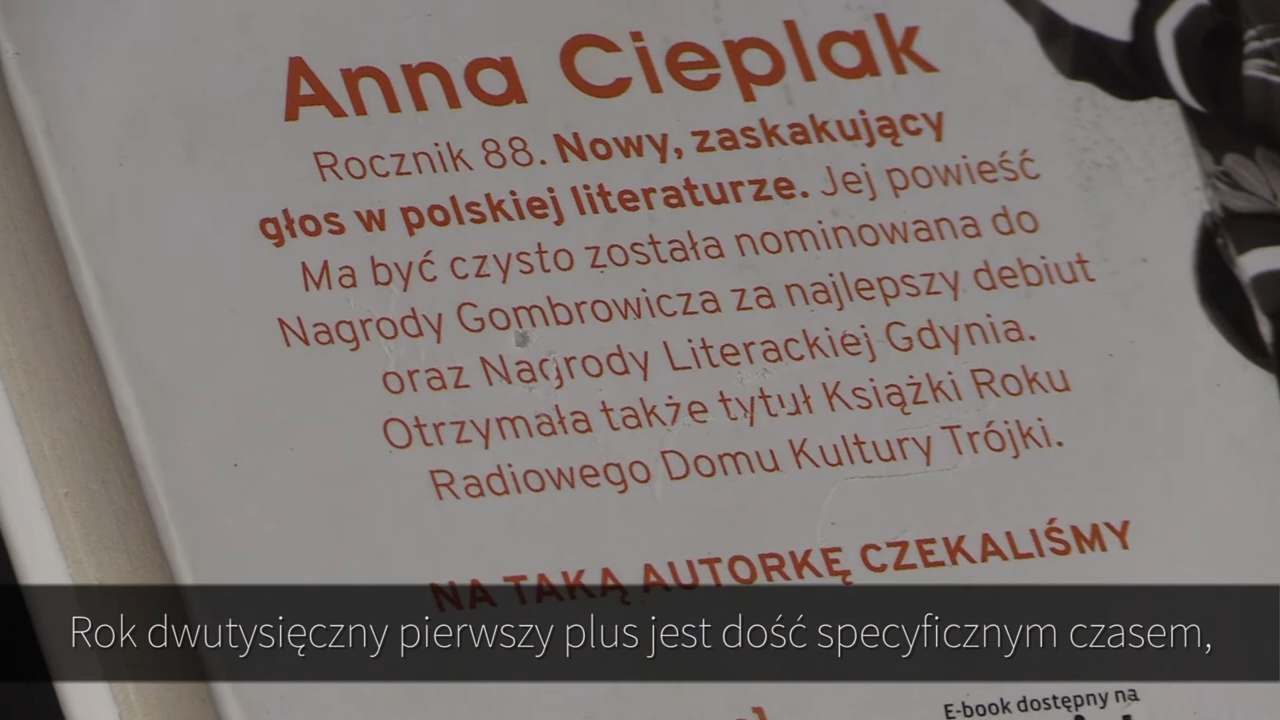 Anna Cieplak
Rocznik 88. Nowy, zaskakujący
głos w polskiej literaturze. Jej powieść
Ma być czysto została nominowana do
Nagrody Gombrowicza za najlepszy debiut
oraz Nagrody Literackiej Gdynia.
Otrzymała także tytuł Książki Roku
Radiowego Domu Kultury Trójki.
NA TAKĄ AUTORKĘ CZEKALIŚMY
Rok dwutysięczny pierwszy plus jest dość specyficznym czasem,
E-book dostępny na